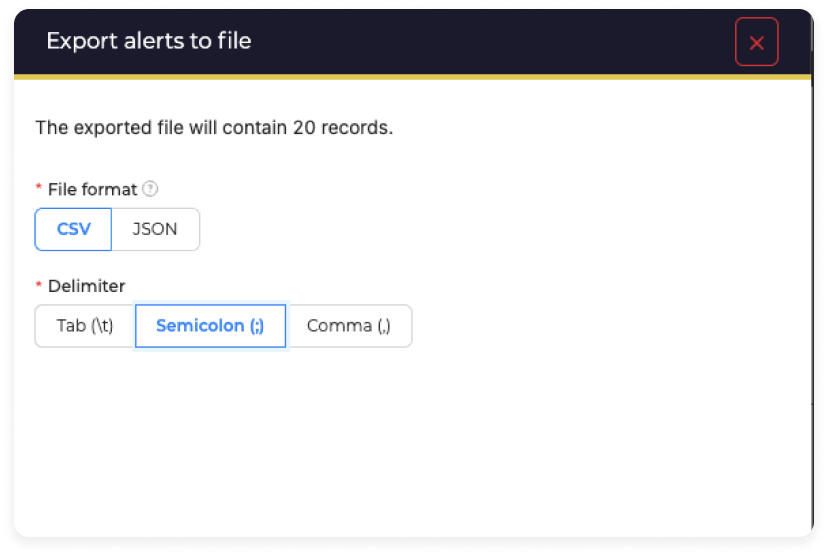 Export alerts to file
The exported file will contain 20 records.
* File format ?
CSV JSON
* Delimiter
Tab (\t) Semicolon (;) Comma (,)